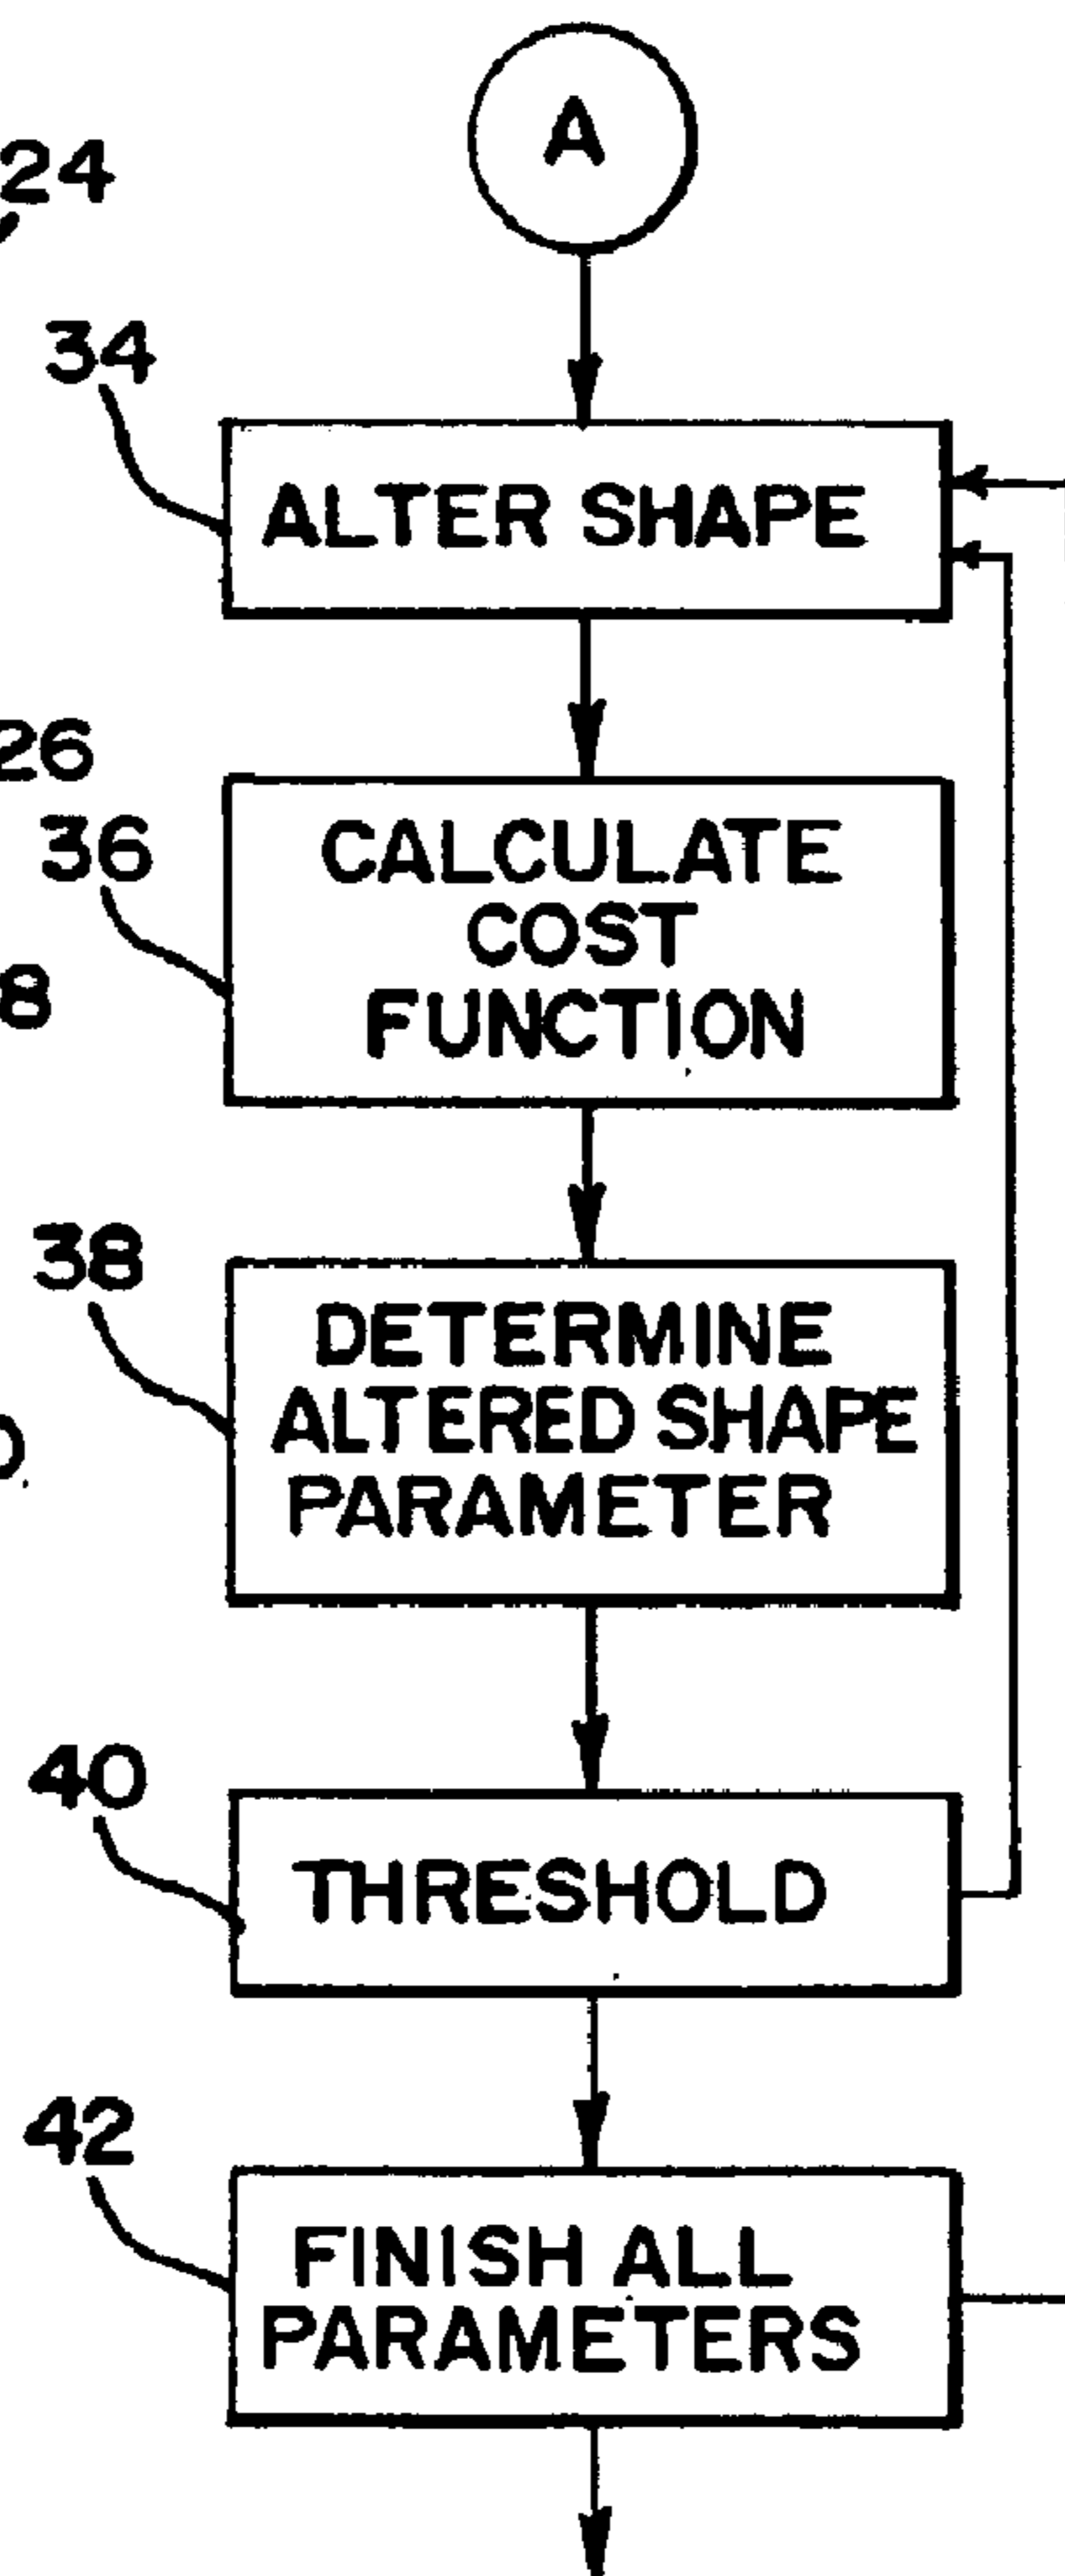 A
24
34
ALTER SHAPE
26
36
CALCULATE
COST
FUNCTION
8
38
DETERMINE
ALTERED SHAPE
PARAMETER
40
THRESHOLD
42
FINISH ALL
PARAMETERS